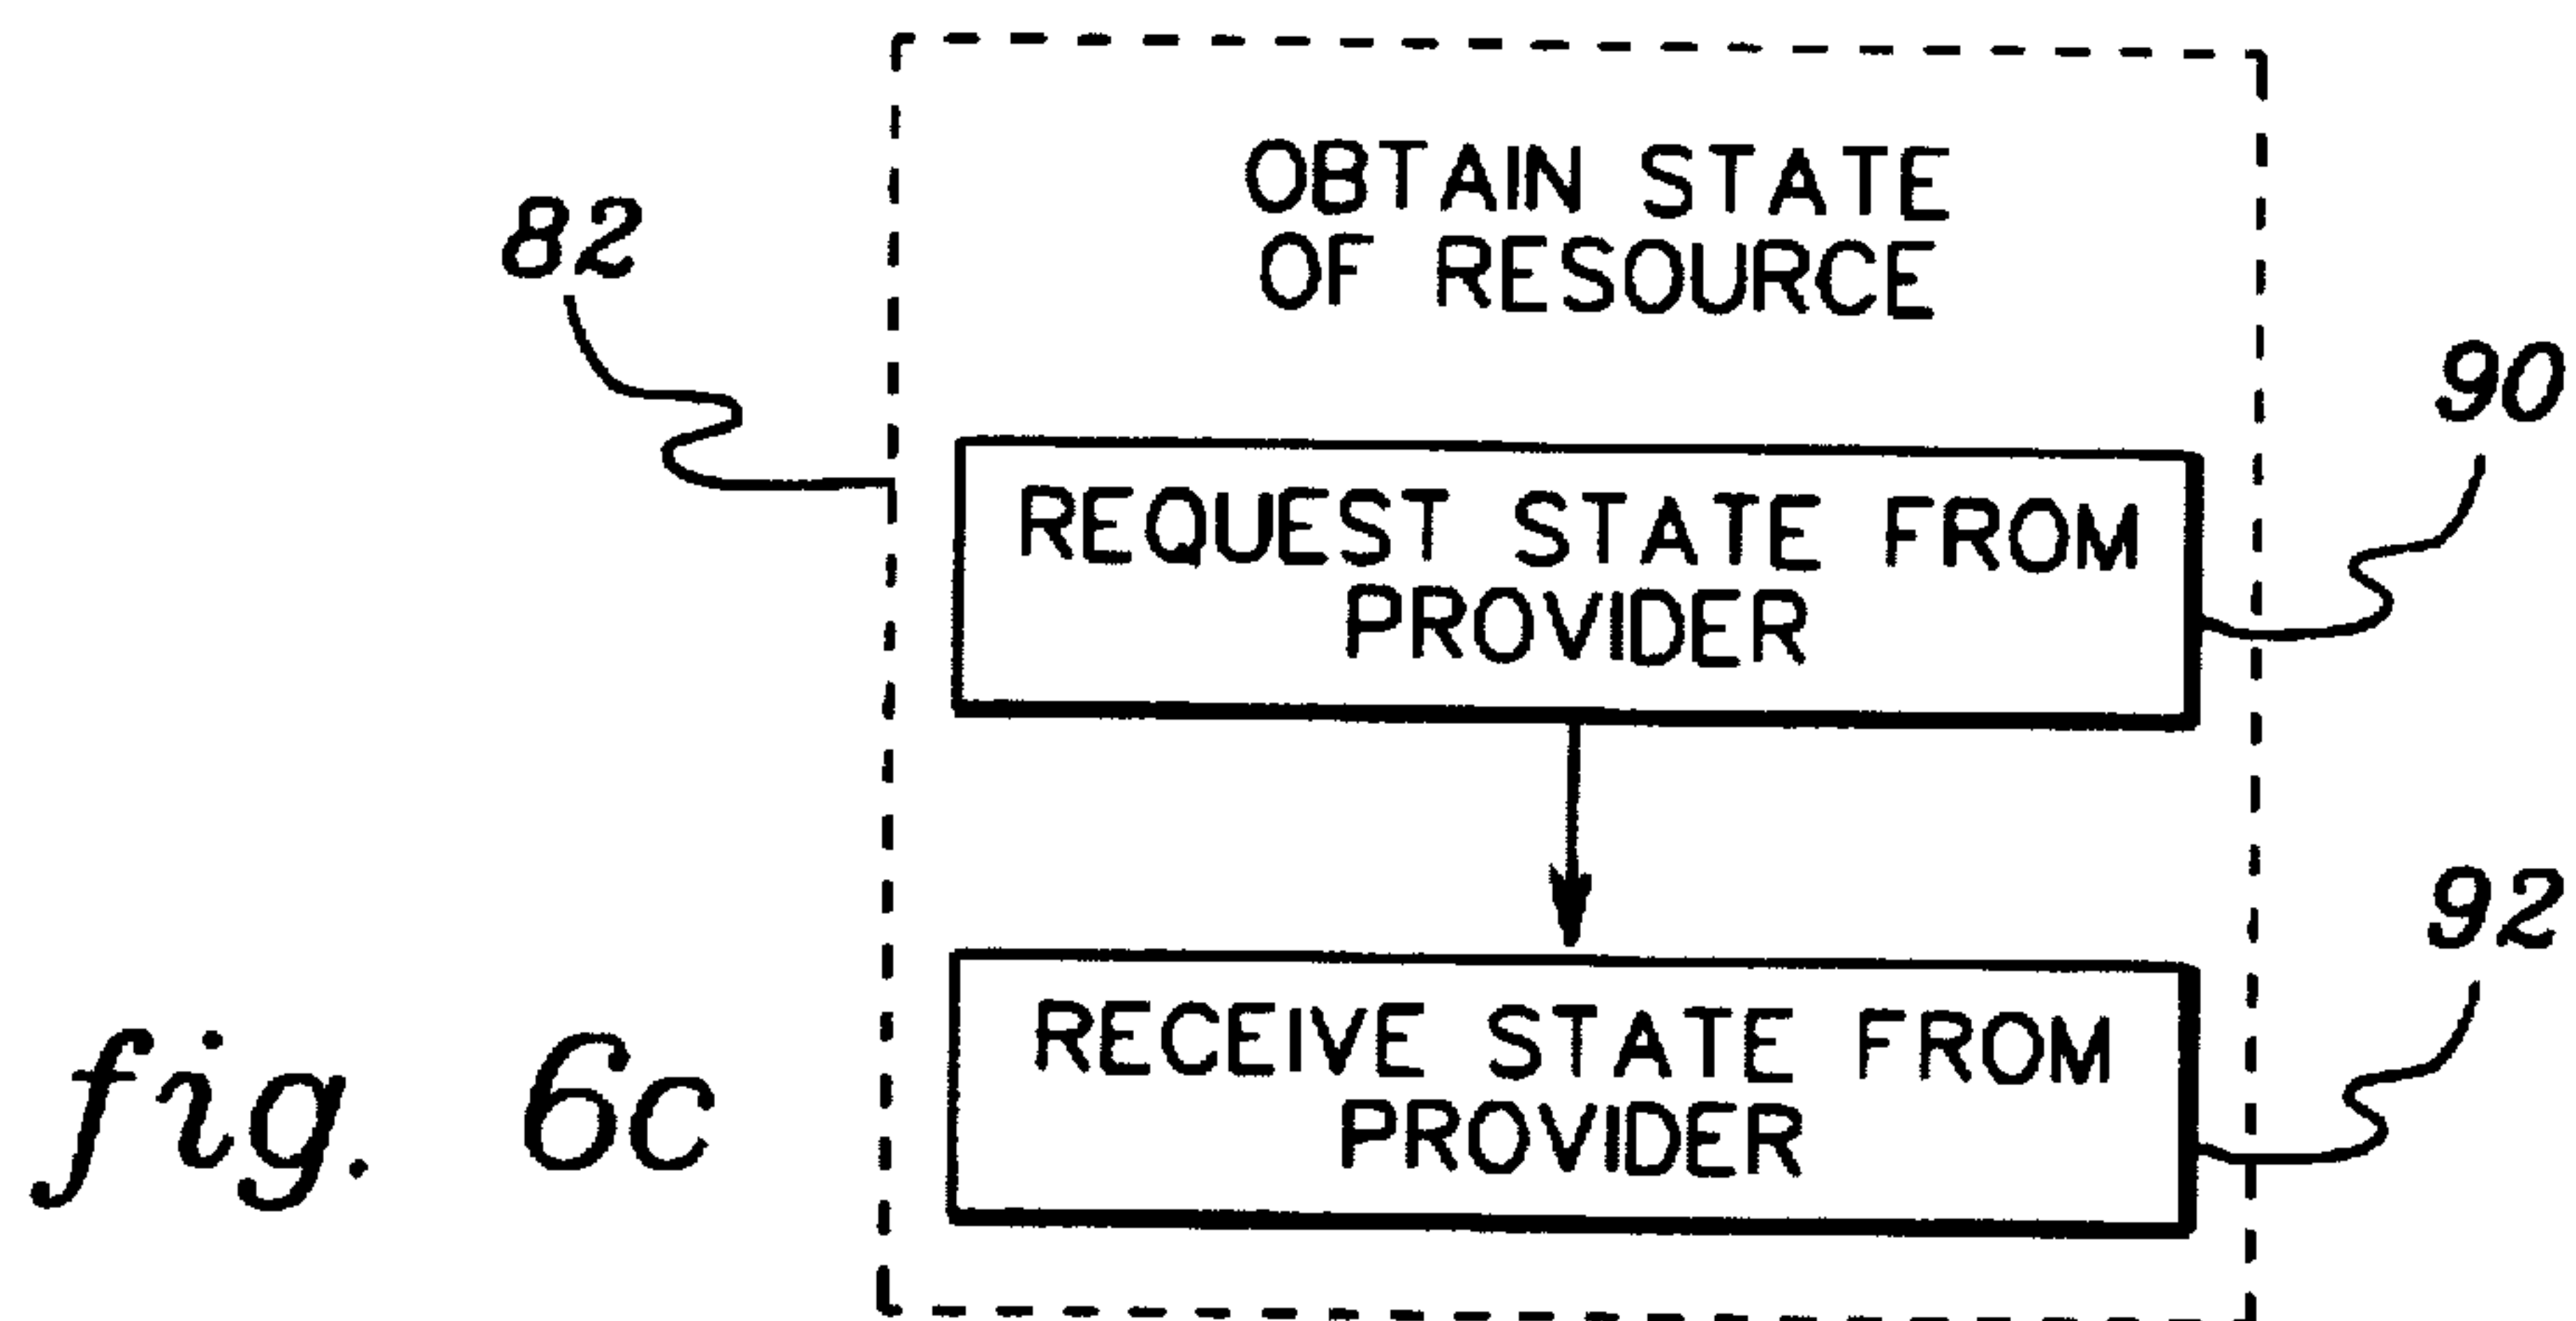 OBTAIN STATE
OF RESOURCE
82
90
REQUEST STATE FROM
PROVIDER
92
RECEIVE STATE FROM
PROVIDER
fig. 6c